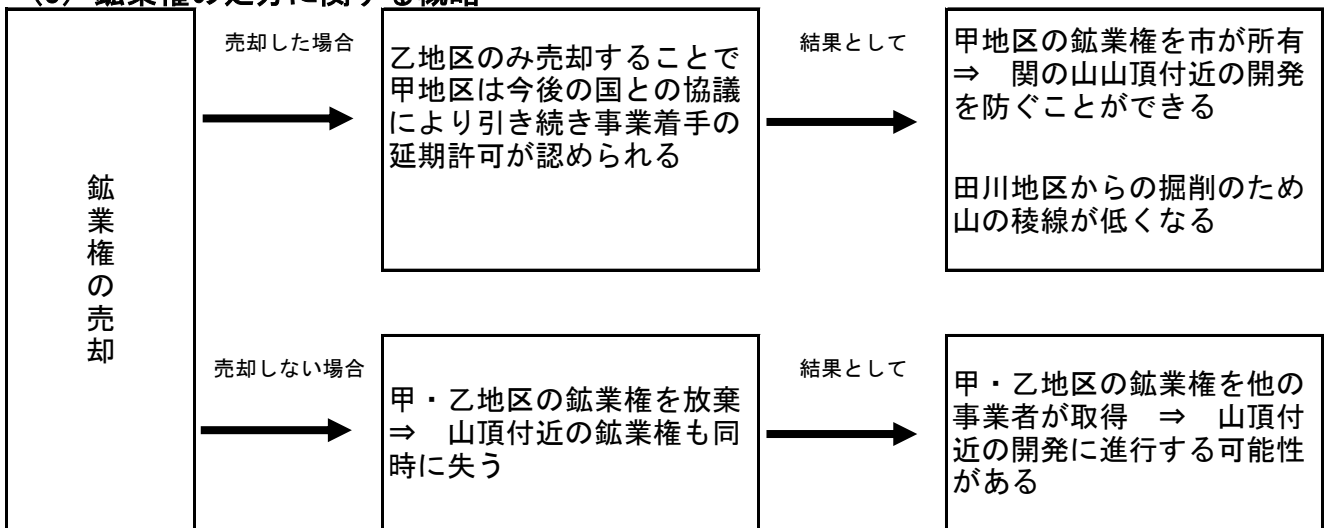 鉱業権の売却
売却した場合
乙地区のみ売却することで
甲地区は今後の国との協議
により引き続き事業着手の
延期許可が認められる
結果として
甲地区の鉱業権を市が所有
⇒　関の山山頂付近の開発
を防ぐことができる
田川地区からの掘削のため
山の稜線が低くなる
売却しない場合
甲・乙地区の鉱業権を放棄
⇒　山頂付近の鉱業権も同
時に失う
結果として
甲・乙地区の鉱業権を他の
事業者が取得　⇒　山頂付
近の開発に進行する可能性
がある